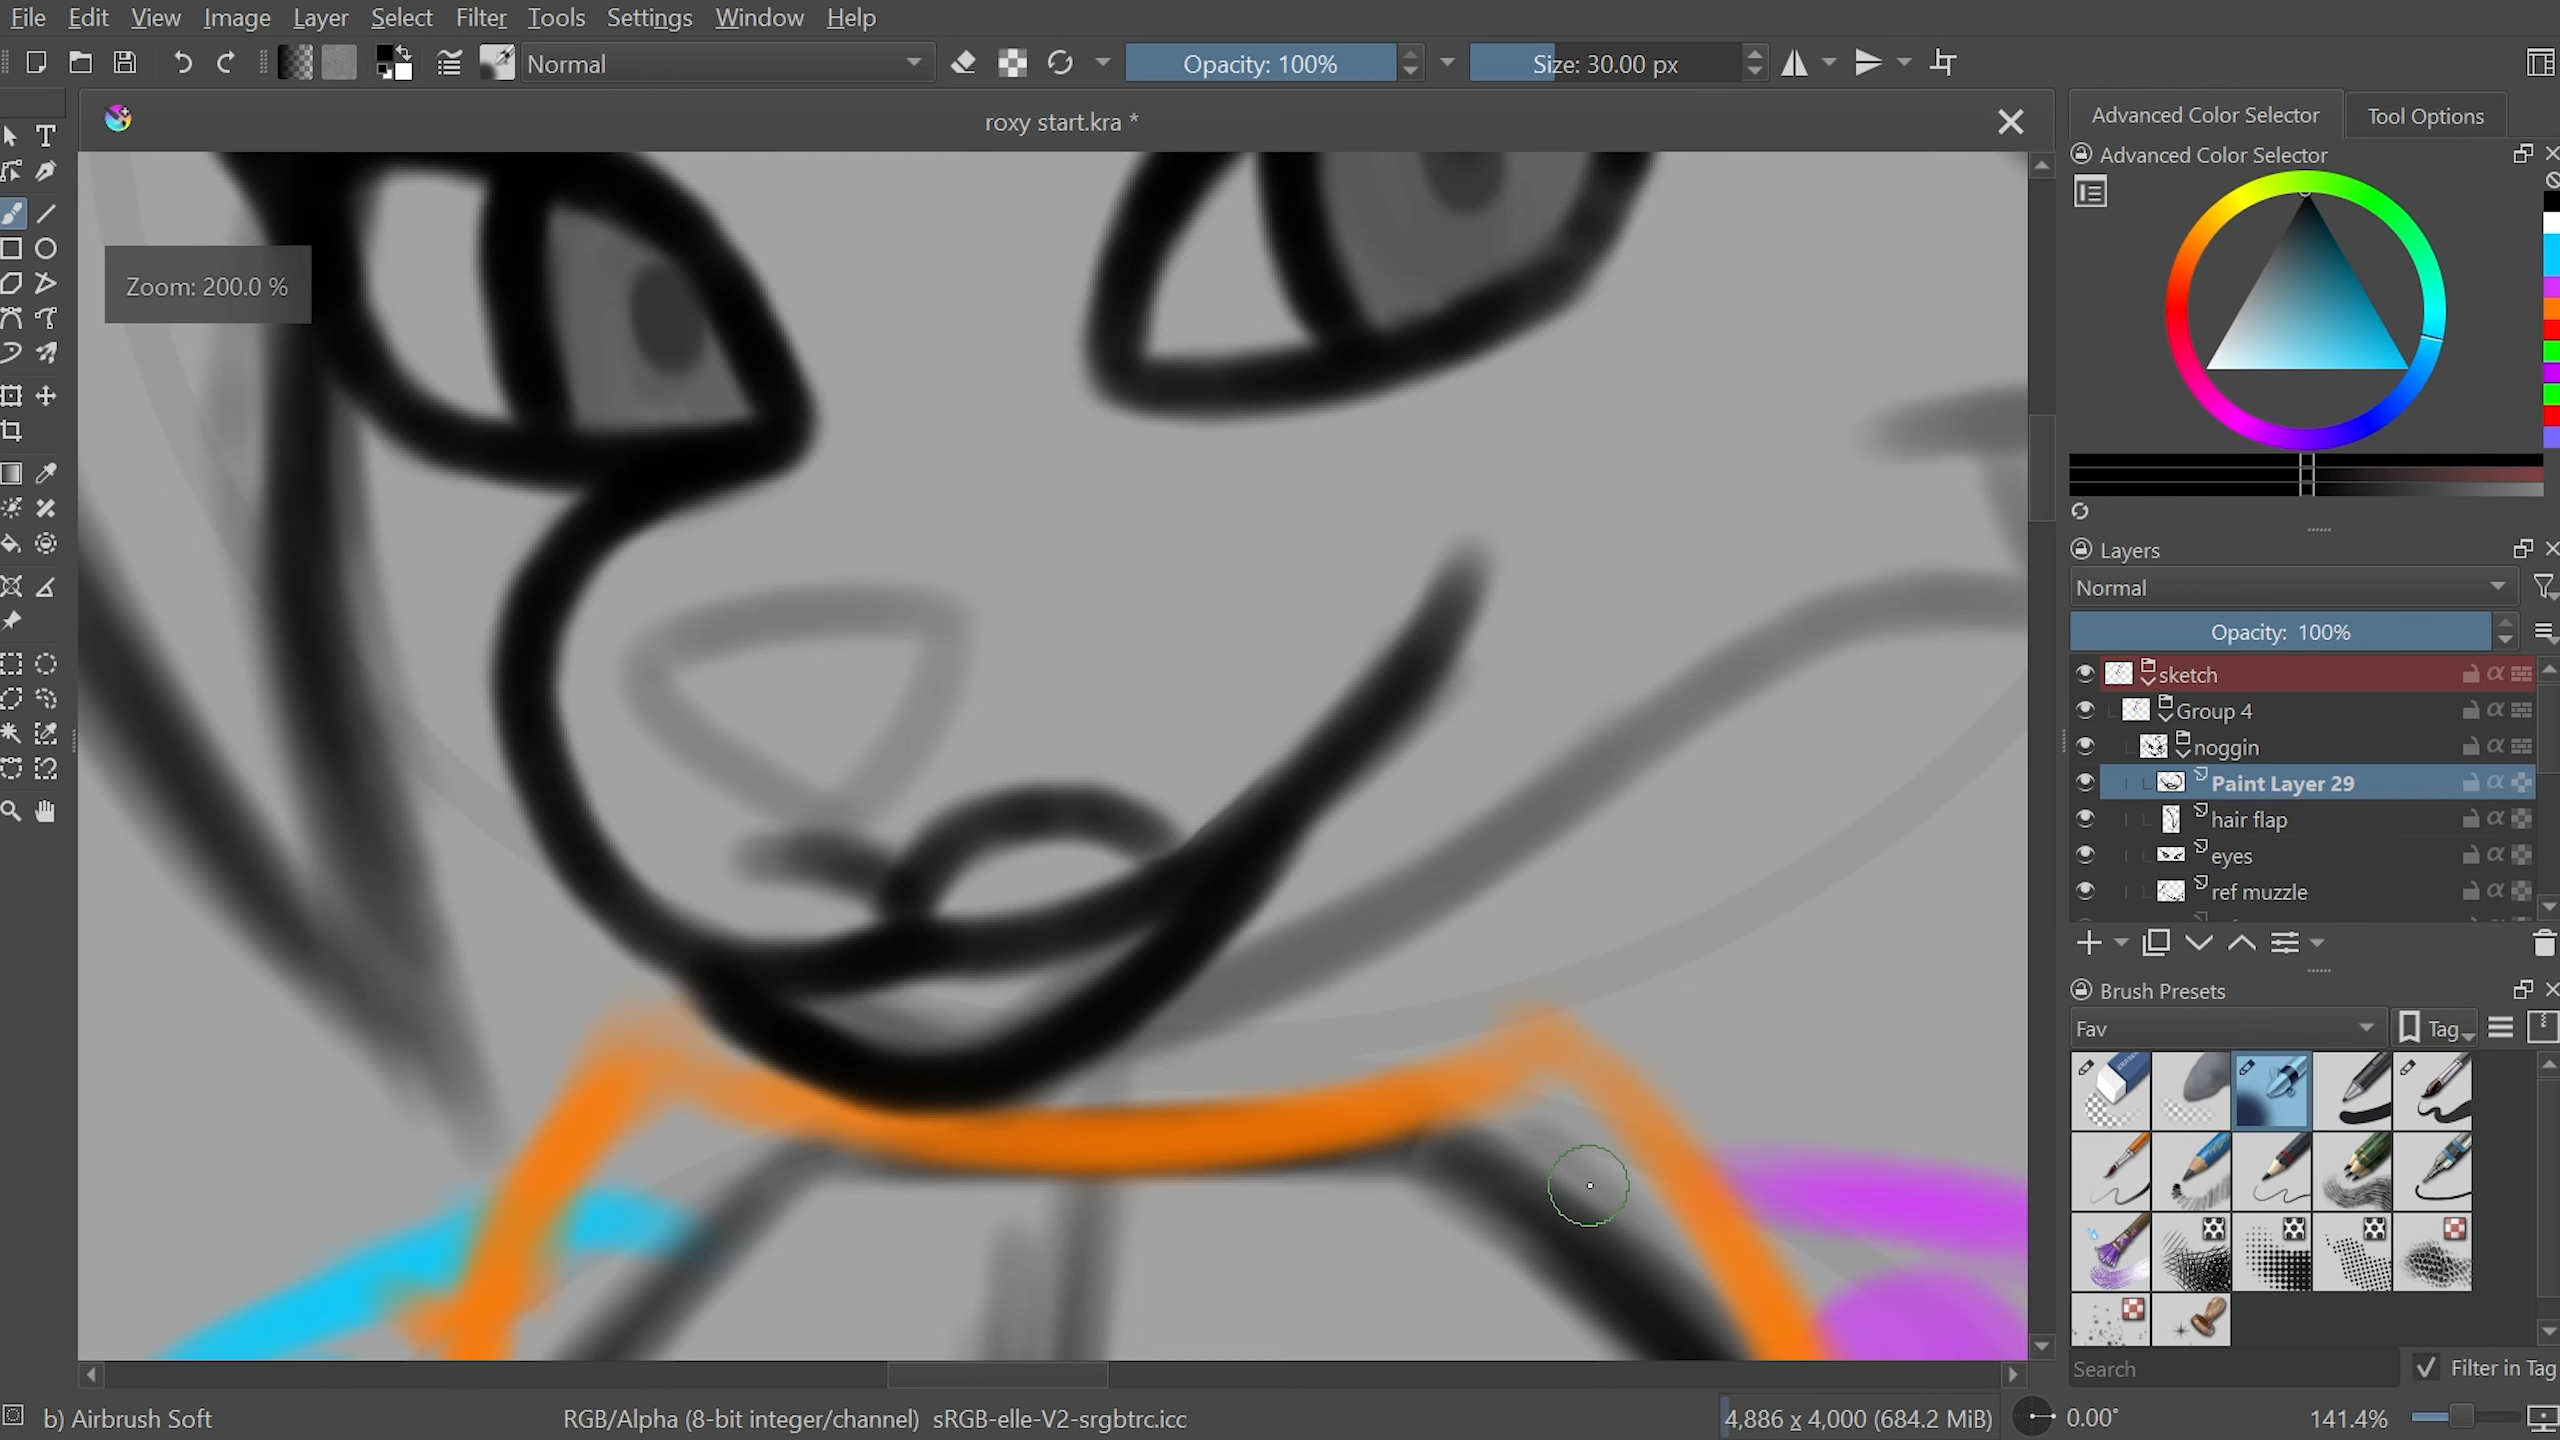 File Edit View Image Layer Select Filter Tools Settings Window Help
Normal
Opacity: 100%
Size: 30.00 px
roxy start.kra *
Advanced Color Selector
Tool Options
Advanced Color Selector
Zoom: 200.0 %
Layers
Normal
Opacity: 100%
sketch
Group 4
noggin
Paint Layer 29
hair flap
eyes
ref muzzle
Brush Presets
Fav
Tag
Search
Filter in Tag
b) Airbrush Soft
RGB/Alpha (8-bit integer/channel) sRGB-elle-V2-srgbtrc.icc
4,886 x 4,000 (684.2 MiB)
0.00°
141.4%